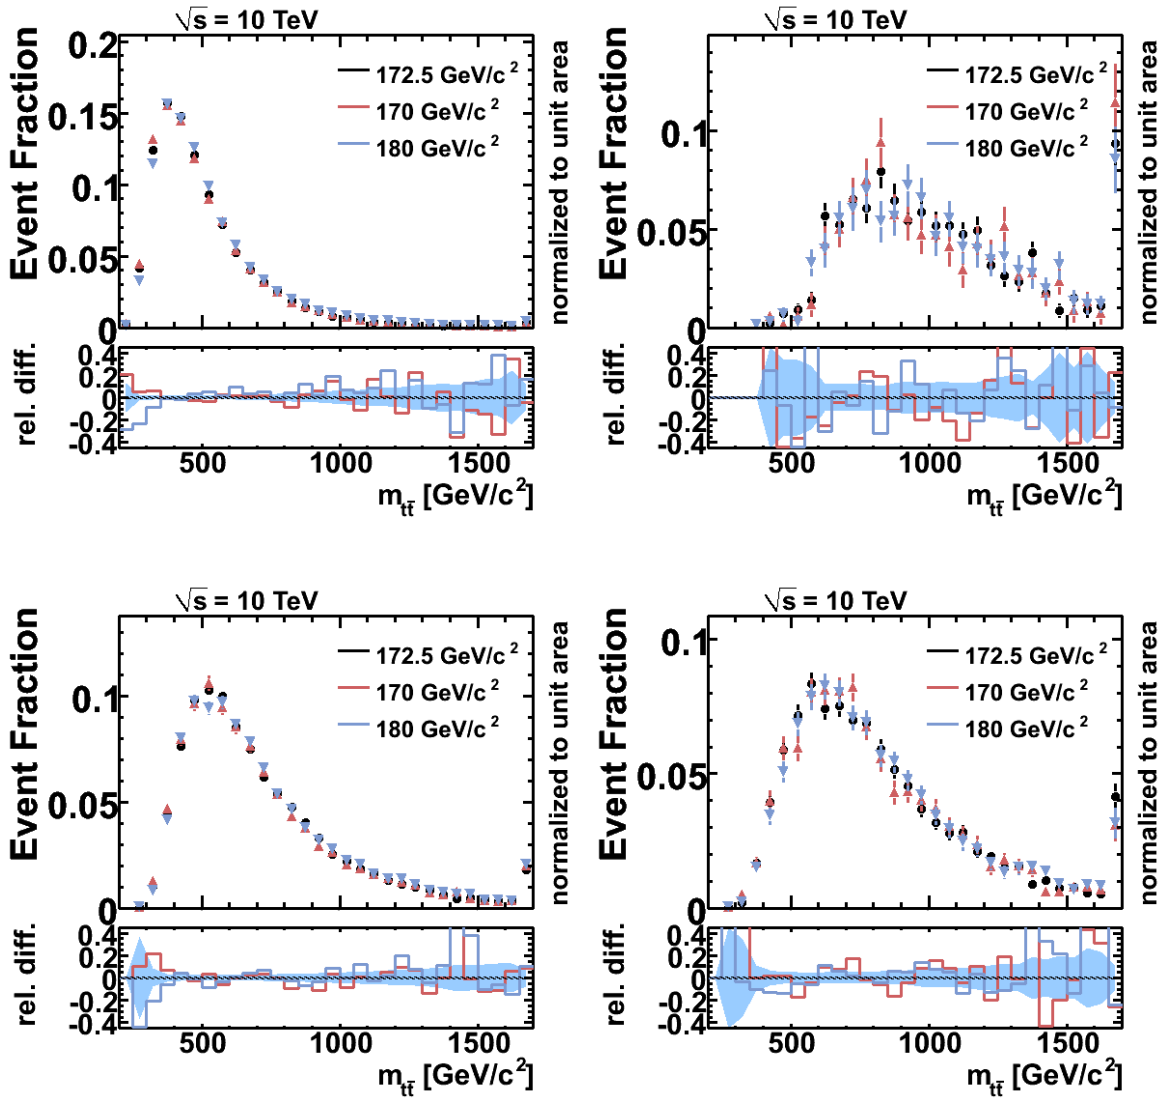 √s = 10 TeV
Event Fraction
0.2
0.15
0.1
0.05
0
172.5 GeV/c²
170 GeV/c²
180 GeV/c²
normalized to unit area
rel. diff.
0.4
0.2
0
-0.2
-0.4
500
1000
1500
m_tt̄ [GeV/c²]
√s = 10 TeV
Event Fraction
0.1
0.05
0
172.5 GeV/c²
170 GeV/c²
180 GeV/c²
normalized to unit area
rel. diff.
0.4
0.2
0
-0.2
-0.4
500
1000
1500
m_tt̄ [GeV/c²]
√s = 10 TeV
Event Fraction
0.1
0.05
0
172.5 GeV/c²
170 GeV/c²
180 GeV/c²
normalized to unit area
rel. diff.
0.4
0.2
0
-0.2
-0.4
500
1000
1500
m_tt̄ [GeV/c²]
√s = 10 TeV
Event Fraction
0.1
0.05
0
172.5 GeV/c²
170 GeV/c²
180 GeV/c²
normalized to unit area
rel. diff.
0.4
0.2
0
-0.2
-0.4
500
1000
1500
m_tt̄ [GeV/c²]